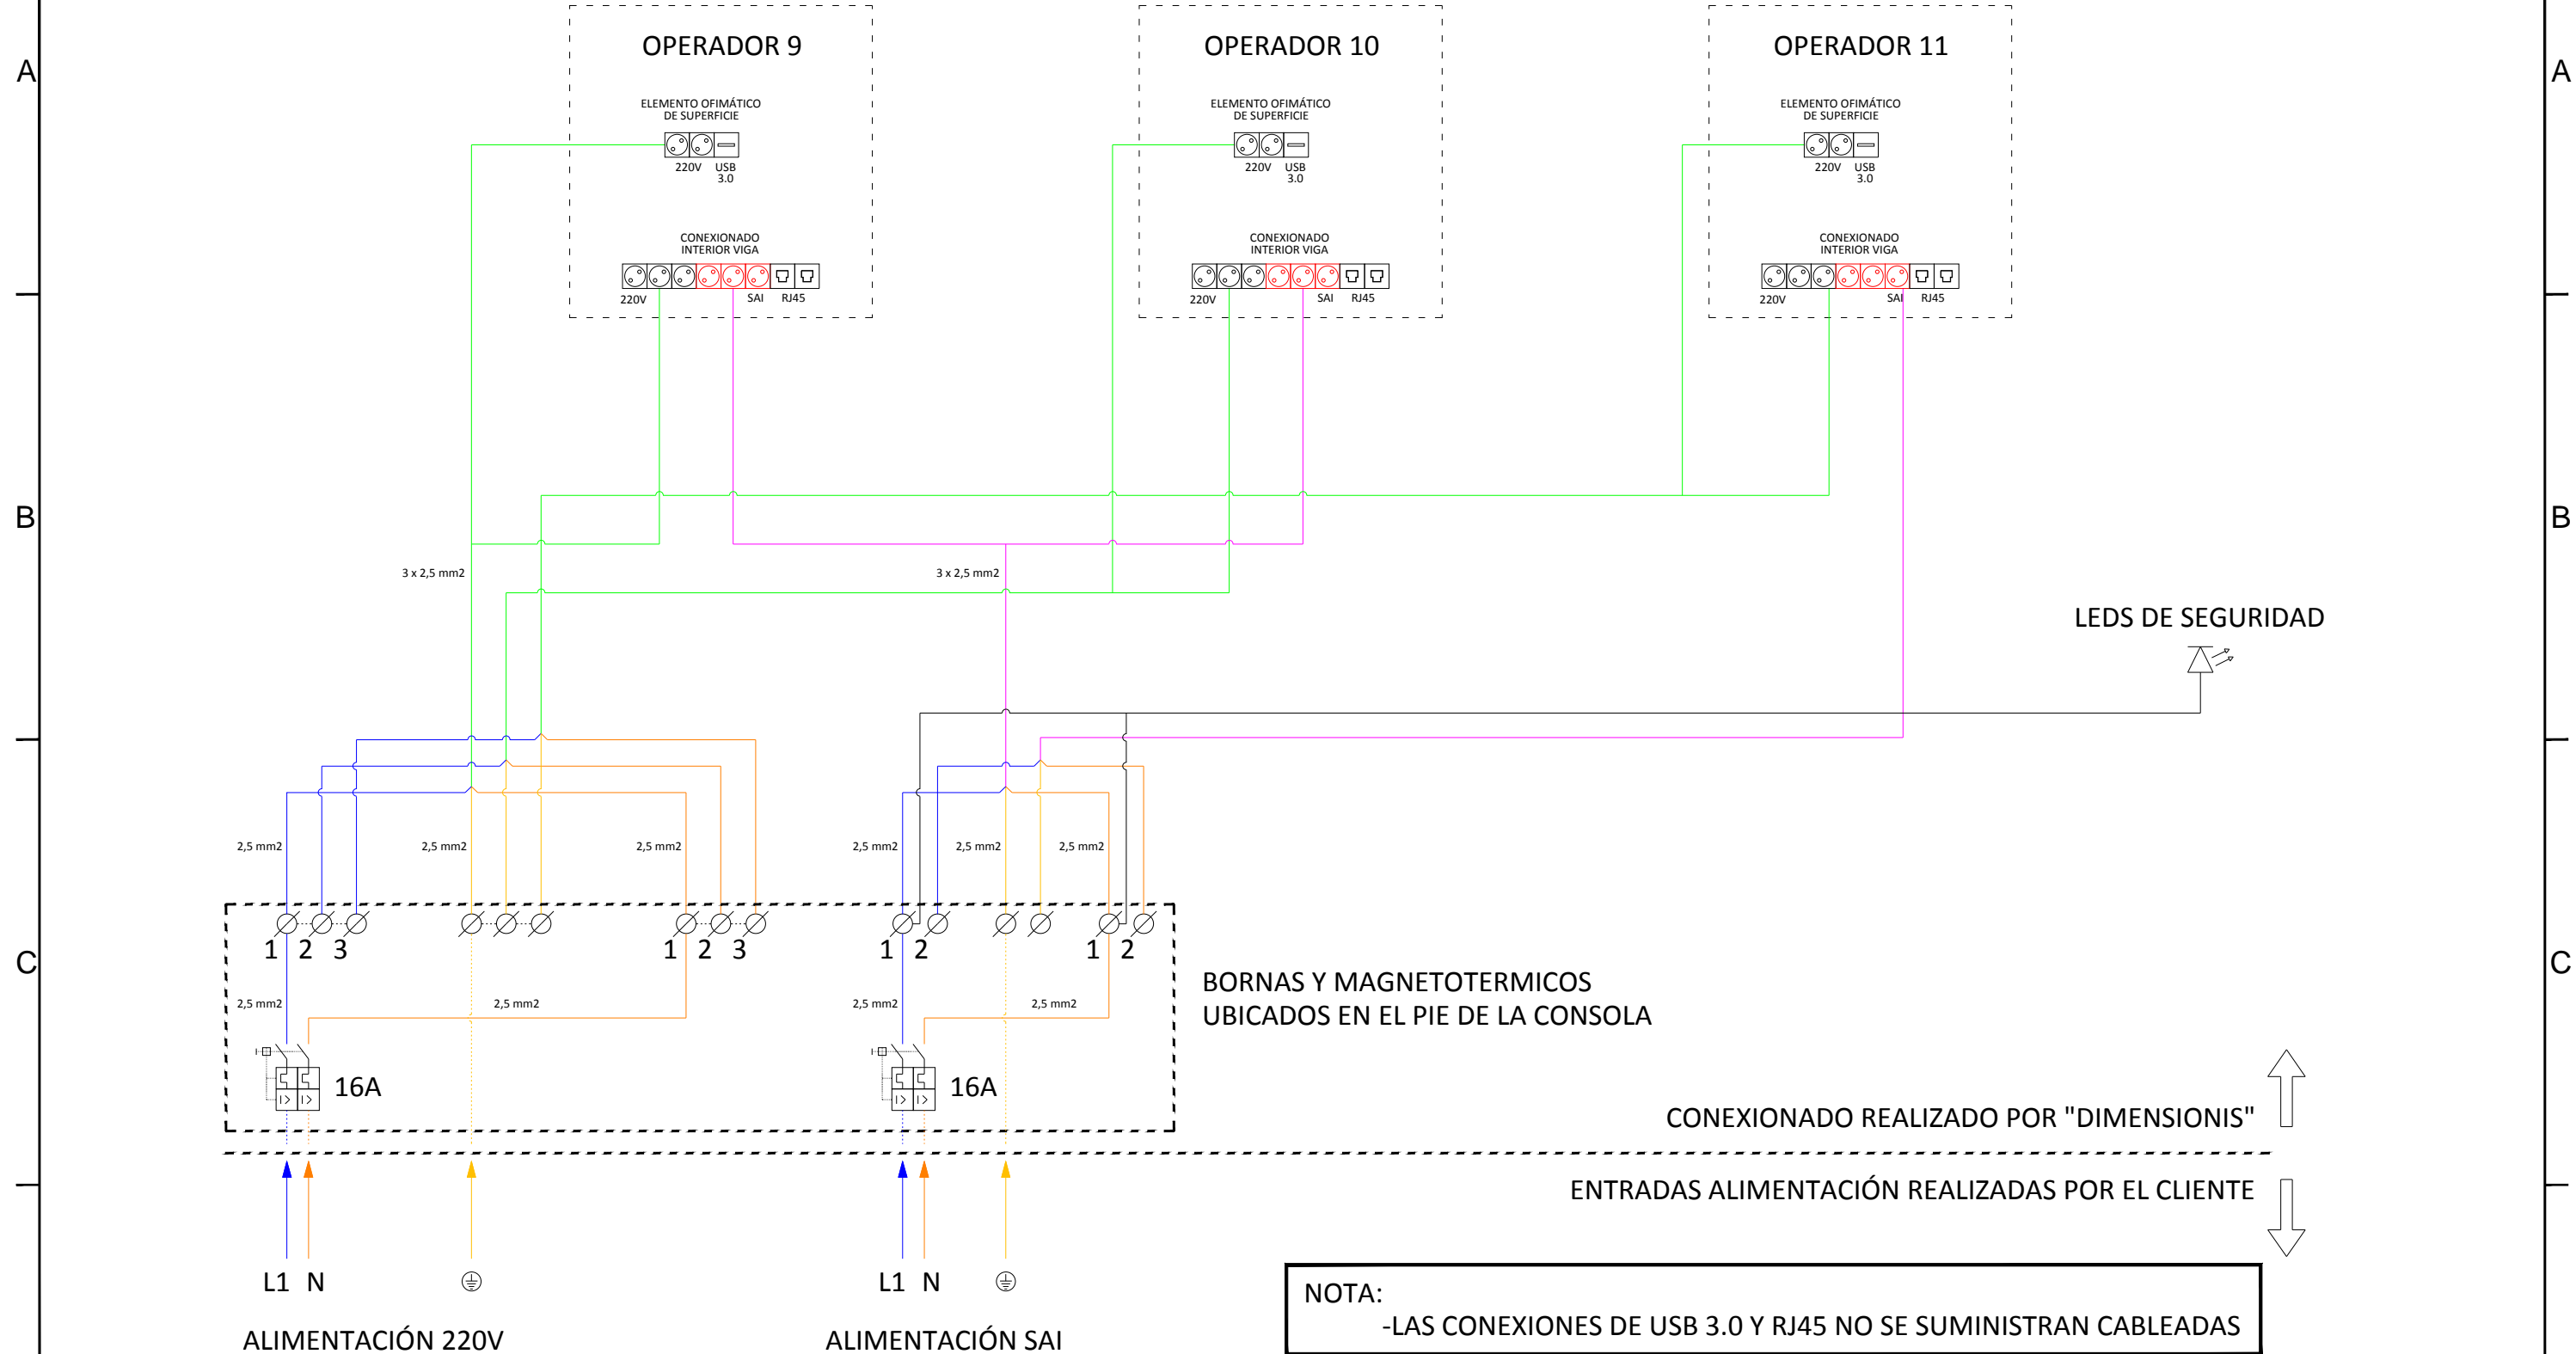 OPERADOR 9
OPERADOR 10
OPERADOR 11
A
A
ELEMENTO OFIMÁTICO
DE SUPERFICIE
220V
USB
3.0
ELEMENTO OFIMÁTICO
DE SUPERFICIE
220V
USB
3.0
ELEMENTO OFIMÁTICO
DE SUPERFICIE
220V
USB
3.0
CONEXIONADO
INTERIOR VIGA
220V SAI RJ45
CONEXIONADO
INTERIOR VIGA
220V SAI RJ45
CONEXIONADO
INTERIOR VIGA
220V SAI RJ45
B
B
3 x 2,5 mm2
3 x 2,5 mm2
LEDS DE SEGURIDAD
2,5 mm2
2,5 mm2
2,5 mm2
2,5 mm2
2,5 mm2
2,5 mm2
1 2 3
1 2 3
1 2
1 2
C
C
2,5 mm2
2,5 mm2
2,5 mm2
2,5 mm2
BORNAS Y MAGNETOTERMICOS
UBICADOS EN EL PIE DE LA CONSOLA
16A
16A
CONEXIONADO REALIZADO POR "DIMENSIONIS"
ENTRADAS ALIMENTACIÓN REALIZADAS POR EL CLIENTE
L1 N
L1 N
ALIMENTACIÓN 220V
ALIMENTACIÓN SAI
NOTA:
-LAS CONEXIONES DE USB 3.0 Y RJ45 NO SE SUMINISTRAN CABLEADAS